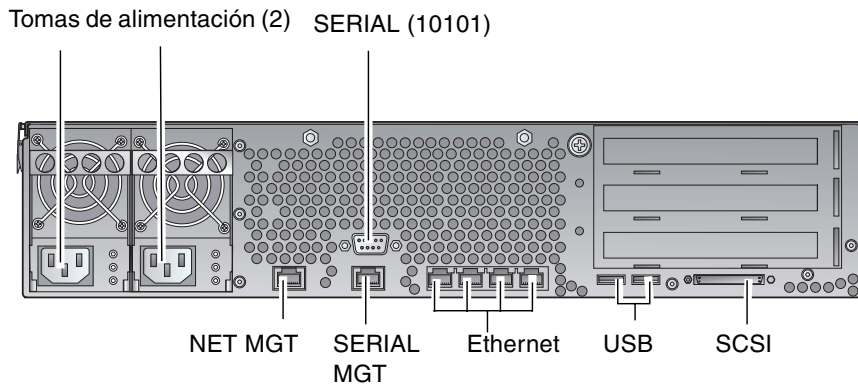 Tomas de alimentación (2)
SERIAL (10101)
NET MGT
SERIAL
MGT
Ethernet
USB
SCSI